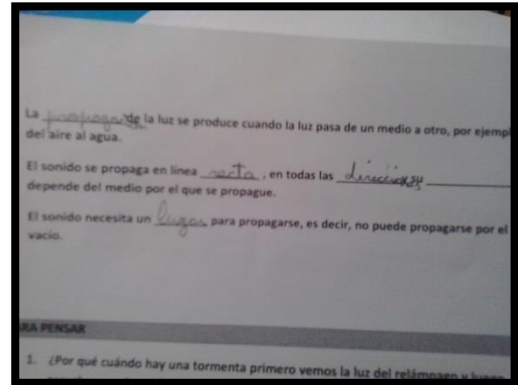 La propaga de la luz se produce cuando la luz pasa de un medio a otro, por ejempl
del aire al agua.
El sonido se propaga en línea recta, en todas las direcciones y
depende del medio por el que se propague.
El sonido necesita un lugar para propagarse, es decir, no puede propagarse por el
vacío.
RA PENSAR
1. ¿Por qué cuándo hay una tormenta primero vemos la luz del relámpago y luego